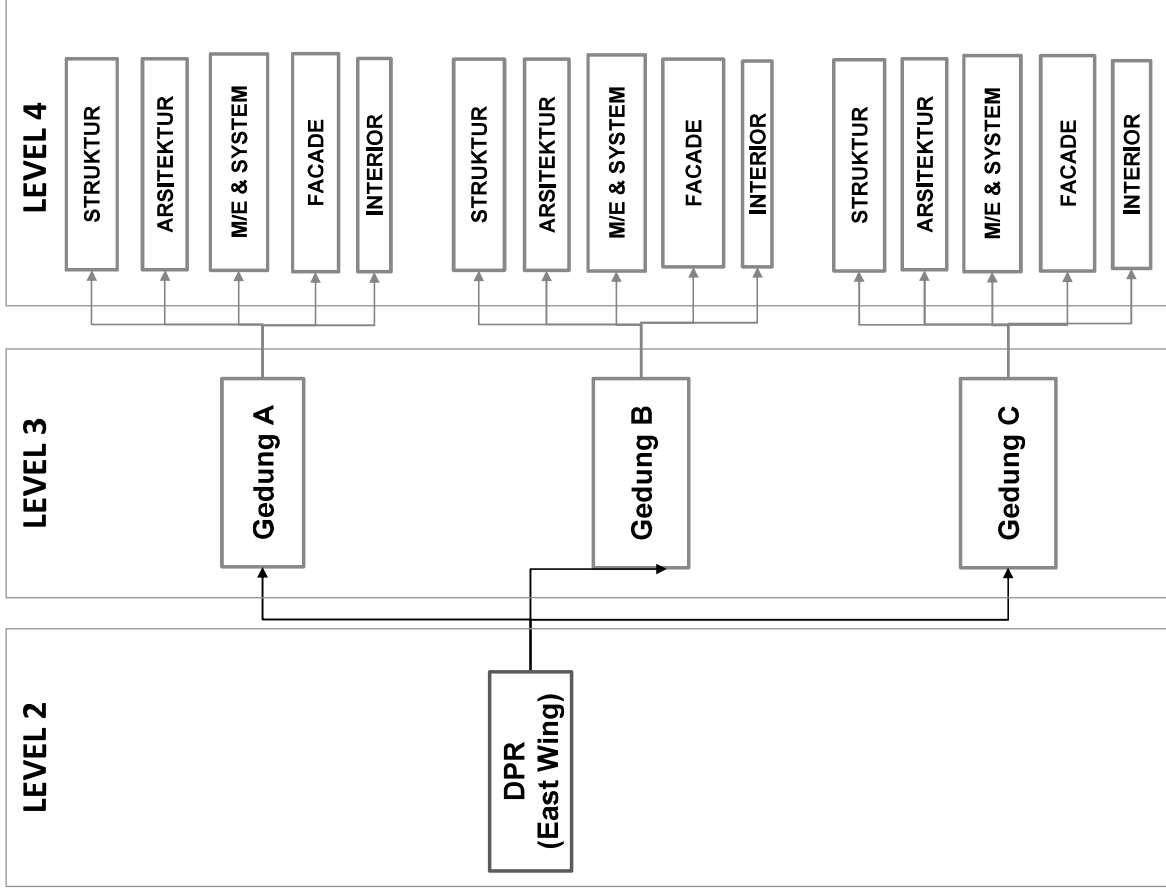 LEVEL 2
DPR
(East Wing)
LEVEL 3
Gedung A
Gedung B
Gedung C
LEVEL 4
STRUKTUR
ARSITEKTUR
M/E & SYSTEM
FACADE
INTERIOR
STRUKTUR
ARSITEKTUR
M/E & SYSTEM
FACADE
INTERIOR
STRUKTUR
ARSITEKTUR
M/E & SYSTEM
FACADE
INTERIOR